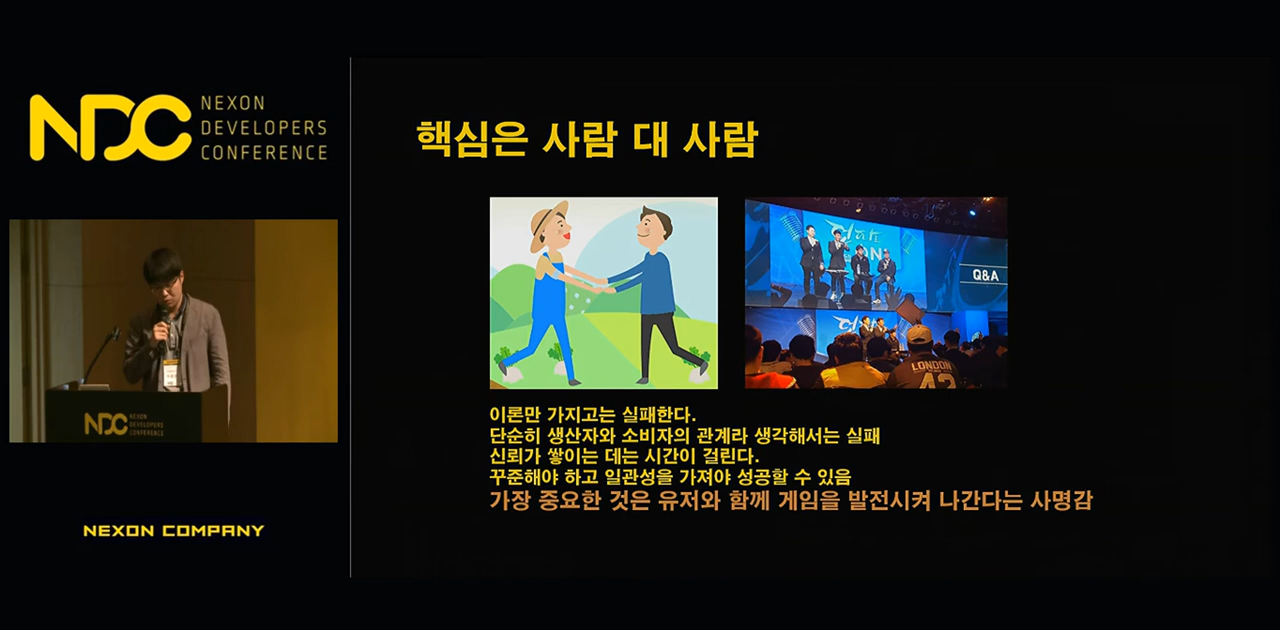 NDC
NEXON
DEVELOPERS
CONFERENCE
핵심은 사람 대 사람
Q&A
LONDON
42
이론만 가지고는 실패한다.
단순히 생산자와 소비자의 관계라 생각해서는 실패
신뢰가 쌓이는 데는 시간이 걸린다.
꾸준해야 하고 일관성을 가져야 성공할 수 있음
가장 중요한 것은 유저와 함께 게임을 발전시켜 나간다는 사명감
NDC
NEXON
DEVELOPERS
CONFERENCE
NEXON COMPANY